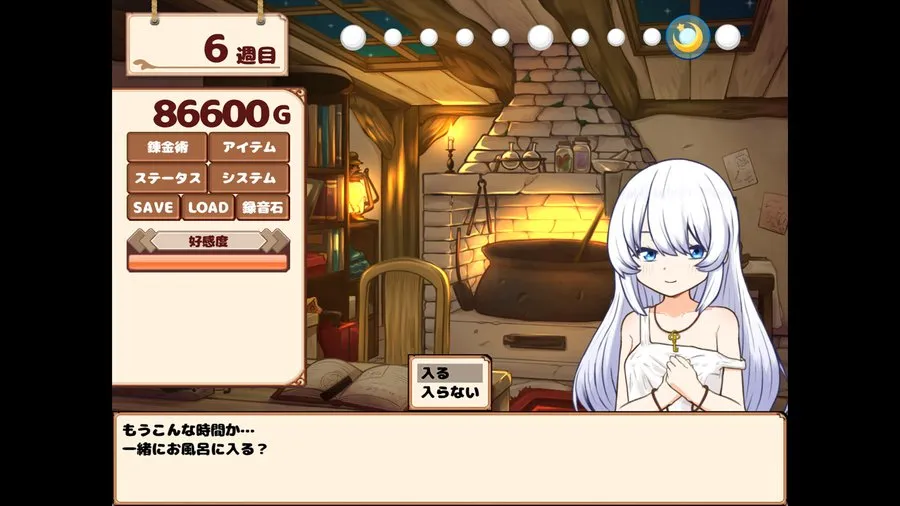 6 週目
86600G
錬金術
アイテム
ステータス
システム
SAVE
LOAD
録音石
好感度
入る
入らない
もうこんな時間か…
一緒にお風呂に入る？